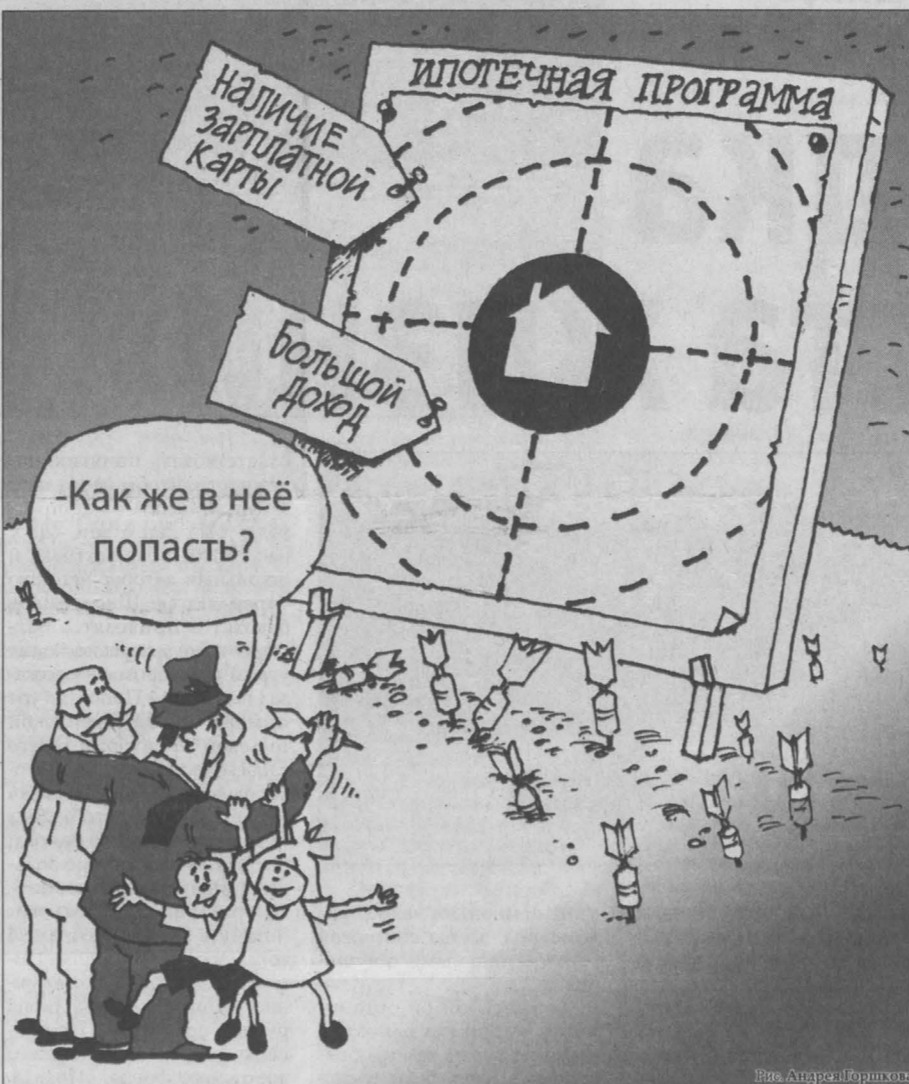 ИПОТЕЧНАЯ ПРОГРАММА
НАЛИЧИЕ
ЗАРПЛАТНОЙ
КАРТЫ
БОЛЬШОЙ
ДОХОД
-Как же в неё
попасть?
Рис. Андрея Горшкова